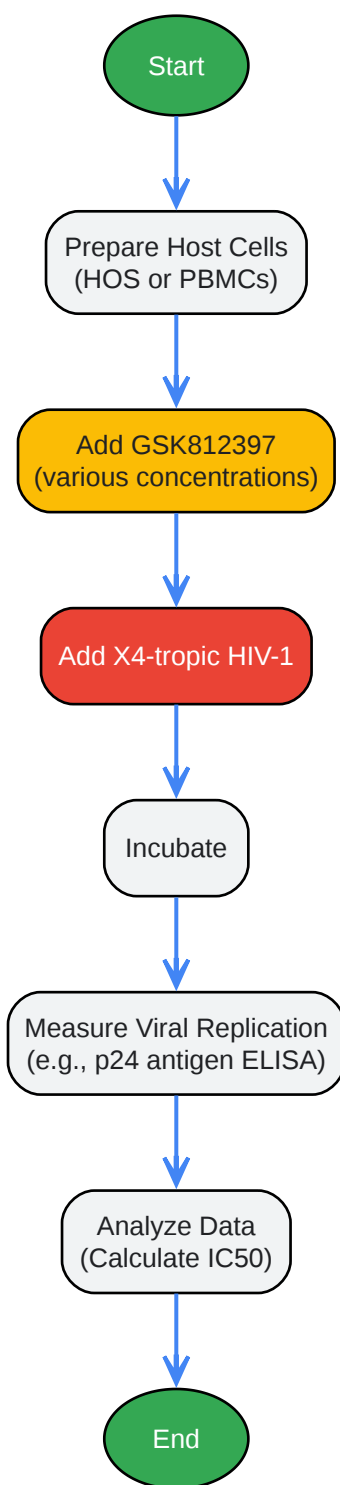 Start
Prepare Host Cells
(HOS or PBMCs)
Add GSK812397
(various concentrations)
Add X4-tropic HIV-1
Incubate
Measure Viral Replication
(e.g., p24 antigen ELISA)
Analyze Data
(Calculate IC50)
End